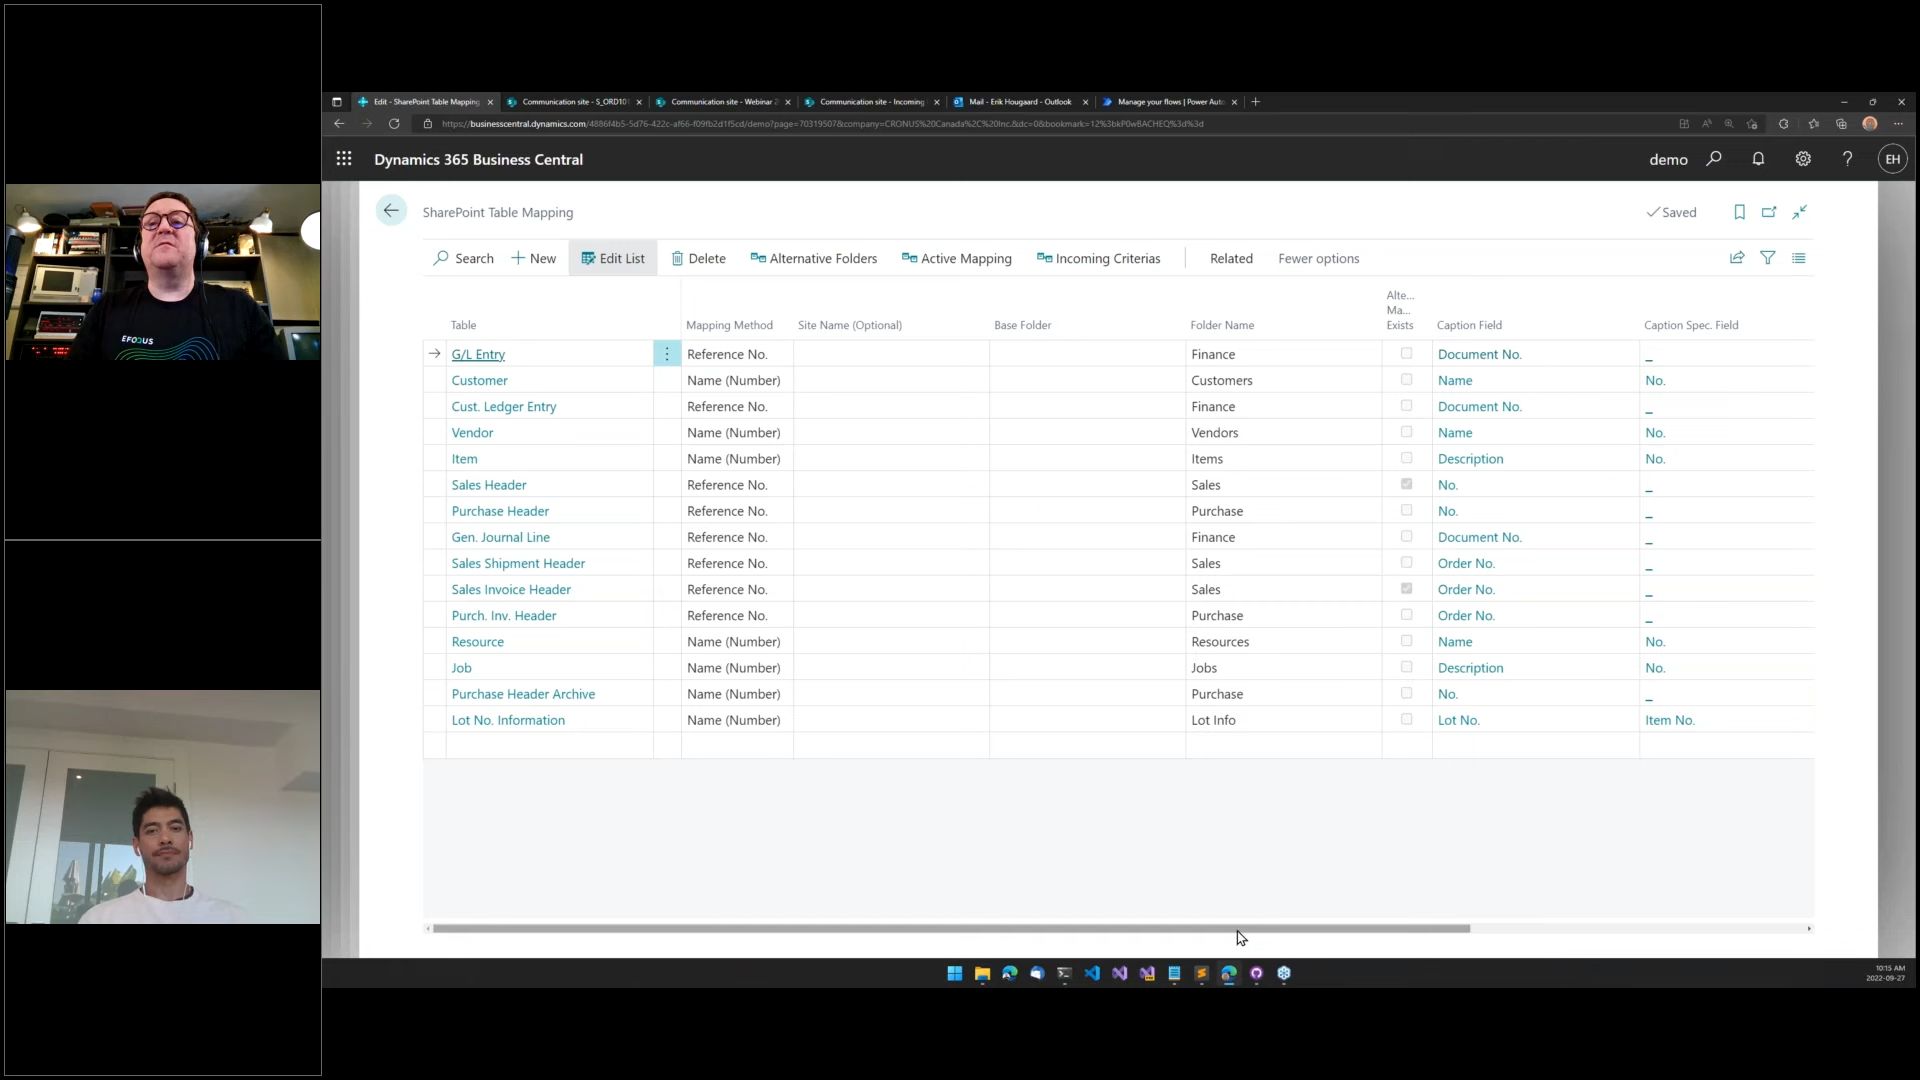 Edit - SharePoint Table Mapping
Communication site - S_ORD101
Communication site - Webinar 2
Communication site - Incoming
Mail - Erik Hougaard - Outlook
Manage your flows | Power Auto
Dynamics 365 Business Central
demo
EH
SharePoint Table Mapping
Saved
Search
New
Edit List
Delete
Alternative Folders
Active Mapping
Incoming Criterias
Related
Fewer options
Table
Mapping Method
Site Name (Optional)
Base Folder
Folder Name
Alte...
Ma...
Exists
Caption Field
Caption Spec. Field
G/L Entry Reference No. Finance Document No. _
Customer Name (Number) Customers Name No.
Cust. Ledger Entry Reference No. Finance Document No. _
Vendor Name (Number) Vendors Name No.
Item Name (Number) Items Description No.
Sales Header Reference No. Sales No. _
Purchase Header Reference No. Purchase No. _
Gen. Journal Line Reference No. Finance Document No. _
Sales Shipment Header Reference No. Sales Order No. _
Sales Invoice Header Reference No. Sales Order No. _
Purch. Inv. Header Reference No. Purchase Order No. _
Resource Name (Number) Resources Name No.
Job Name (Number) Jobs Description No.
Purchase Header Archive Name (Number) Purchase No. _
Lot No. Information Name (Number) Lot Info Lot No. Item No.
10:15 AM
2022-09-27
EFOQUS